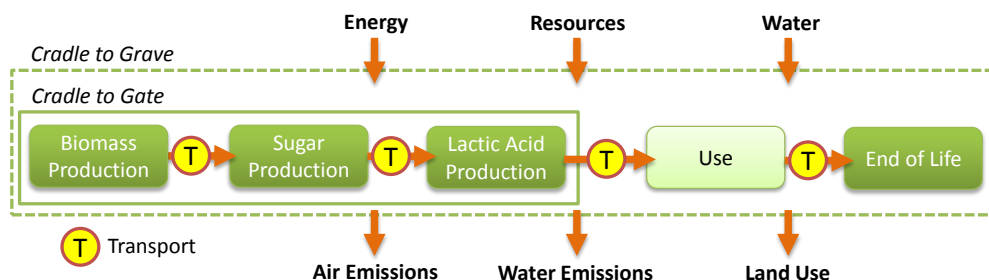 Energy Resources Water
Cradle to Grave
Cradle to Gate
Biomass
Production
T
Sugar
Production
T
Lactic Acid
Production
T
Use
T
End of Life
T Transport
Air Emissions Water Emissions Land Use